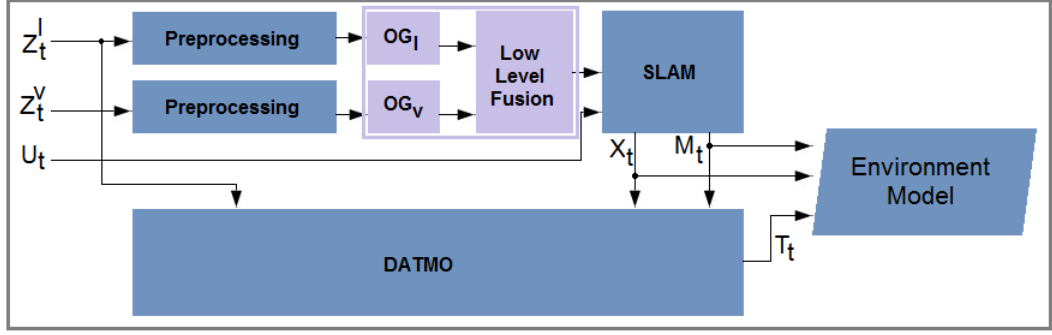 Z_t^l
Preprocessing
OG_l
Low
Level
Fusion
SLAM
Z_t^v
Preprocessing
OG_v
U_t
X_t
M_t
Environment
Model
DATMO
T_t